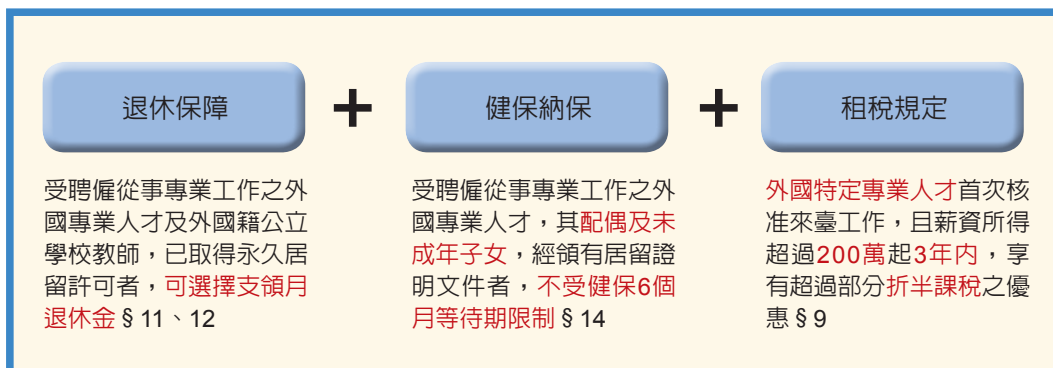 退休保障
+
健保納保
+
租稅規定
受聘僱從事專業工作之外
國專業人才及外國籍公立
學校教師，已取得永久居
留許可者，可選擇支領月
退休金§11、12
受聘僱從事專業工作之外
國專業人才，其配偶及未
成年子女，經領有居留證
明文件者，不受健保6個
月等待期限制§14
外國特定專業人才首次核
准來臺工作，且薪資所得
超過200萬起3年內，享
有超過部分折半課稅之優
惠§9